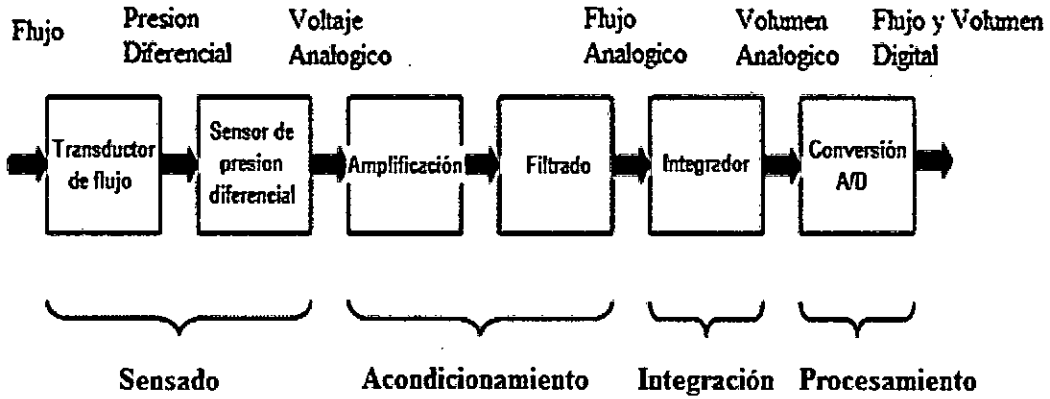 Flujo
Presion
Diferencial
Voltaje
Analogico
Flujo
Analogico
Volumen
Analogico
Flujo y Volumen
Digital
Transductor
de flujo
Sensor de
presion
diferencial
Amplificación
Filtrado
Integrador
Conversión
A/D
Sensado
Acondicionamiento
Integración
Procesamiento